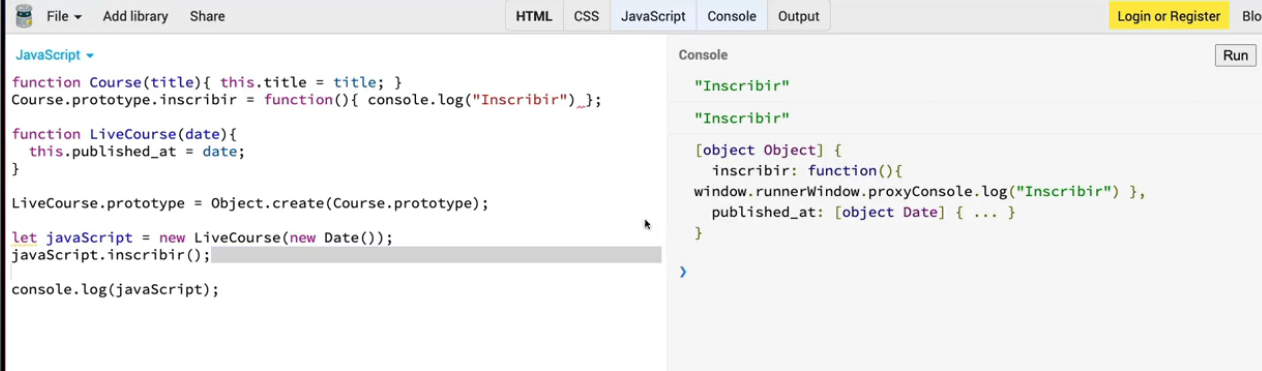 File Add library Share HTML CSS JavaScript Console Output Login or Register Blo
JavaScript
function Course(title){ this.title = title; }
Course.prototype.inscribir = function(){ console.log("Inscribir") };
function LiveCourse(date){
this.published_at = date;
}
LiveCourse.prototype = Object.create(Course.prototype);
let javaScript = new LiveCourse(new Date());
javaScript.inscribir();
console.log(javaScript);
Console Run
"Inscribir"
"Inscribir"
[object Object] {
inscribir: function(){
window.runnerWindow.proxyConsole.log("Inscribir") },
published_at: [object Date] { ... }
}